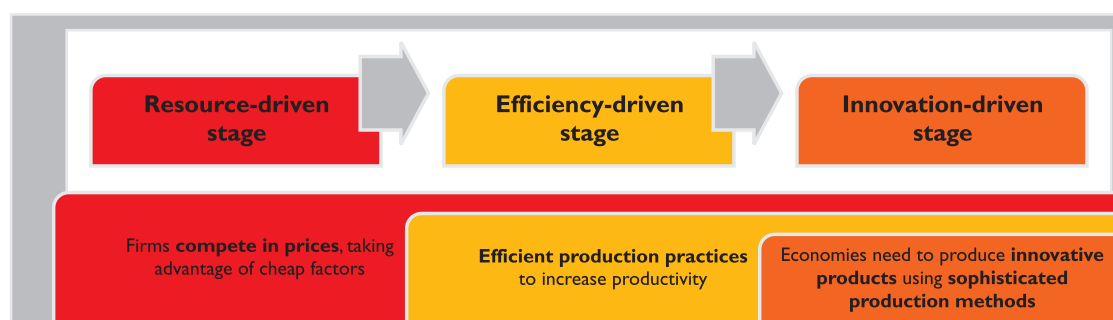 Resource-driven
stage
Efficiency-driven
stage
Innovation-driven
stage
Firms compete in prices, taking
advantage of cheap factors
Efficient production practices
to increase productivity
Economies need to produce innovative
products using sophisticated
production methods